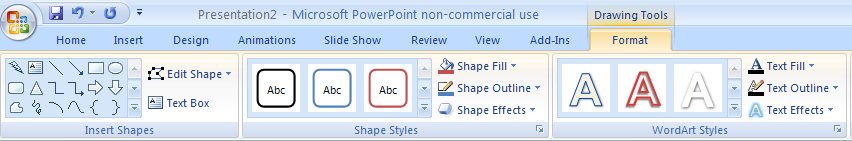 Presentation2 - Microsoft PowerPoint non-commercial use
Drawing Tools
Home Insert Design Animations Slide Show Review View Add-Ins Format
Edit Shape
Text Box
Insert Shapes
Abc Abc Abc
Shape Fill
Shape Outline
Shape Effects
Shape Styles
A A A
A Text Fill
A Text Outline
A Text Effects
WordArt Styles